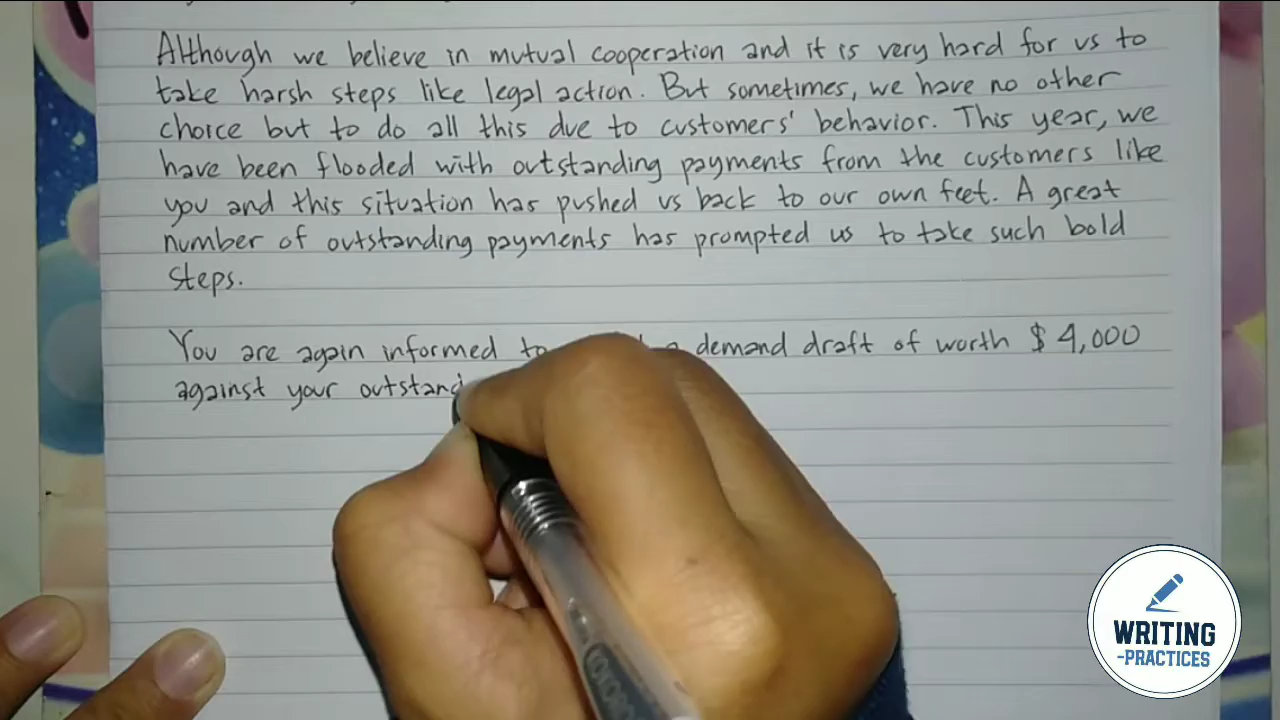 Although we believe in mutual cooperation and it is very hard for us to
take harsh steps like legal action. But sometimes, we have no other
choice but to do all this due to customers' behavior. This year, we
have been flooded with outstanding payments from the customers like
you and this situation has pushed us back to our own feet. A great
number of outstanding payments has prompted us to take such bold
steps.
You are again informed to demand draft of worth $ 4,000
against your outstand
WRITING
-PRACTICES